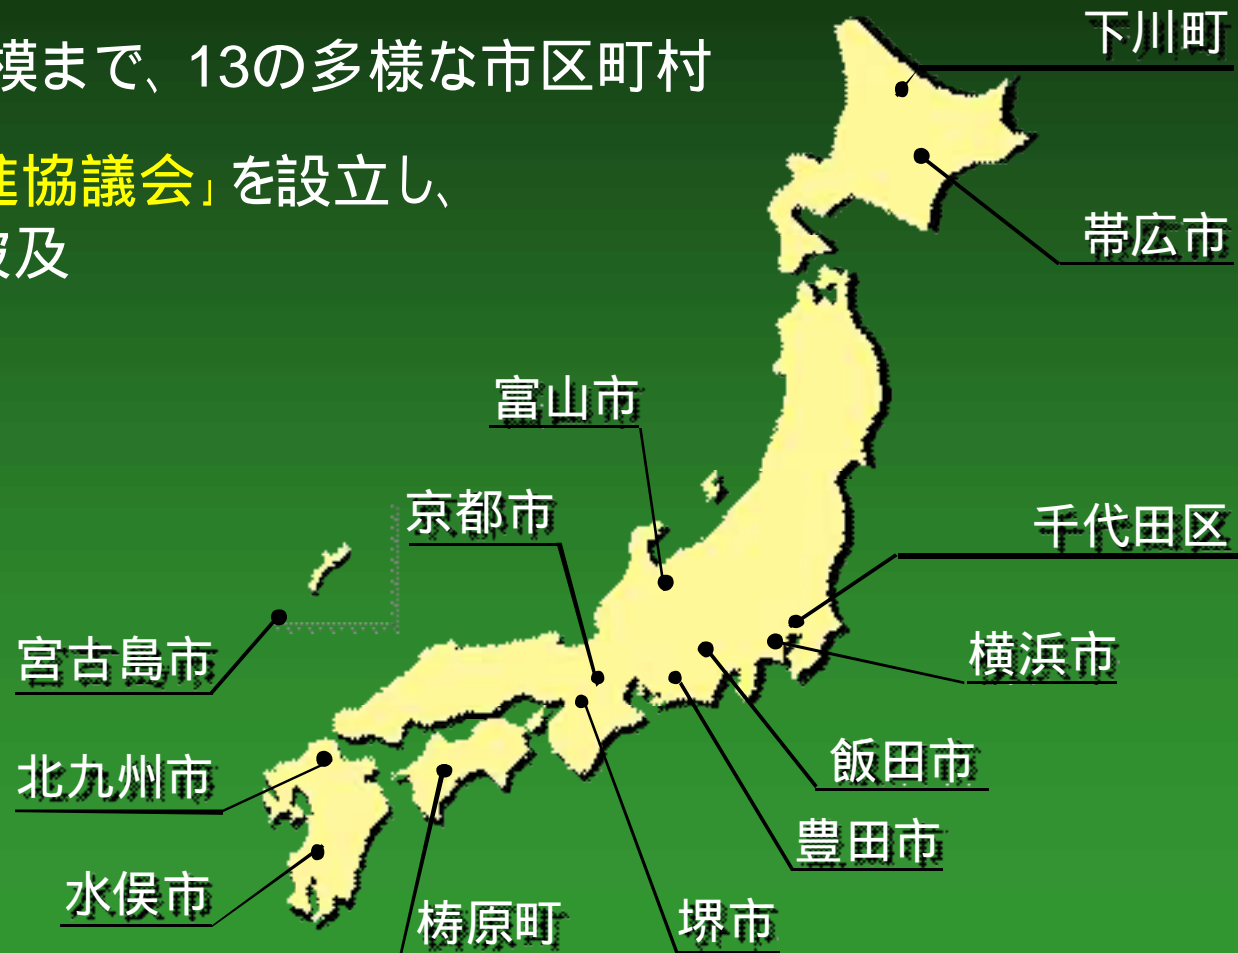 模まで、13の多様な市区町村
進協議会」を設立し、
波及
下川町
帯広市
富山市
京都市
千代田区
宮古島市
横浜市
北九州市
飯田市
豊田市
水俣市
梼原町
堺市